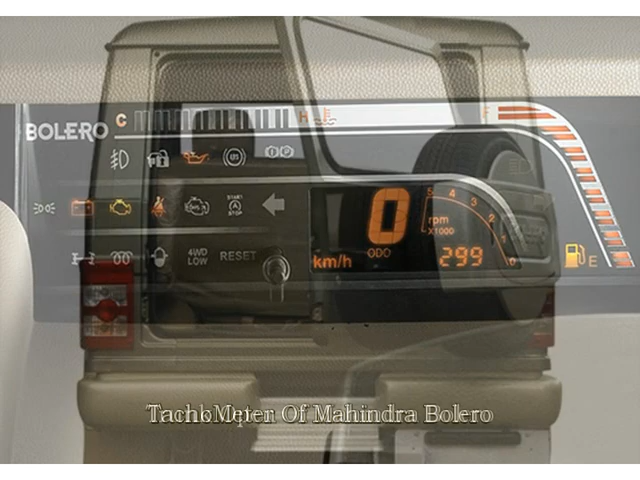 C H F
BOLERO
START
STOP
5 4 3 2 1 0
0 rpm
X1000
4WD
LOW RESET
ODO 299
km/h E
Of Mahindra Bolero